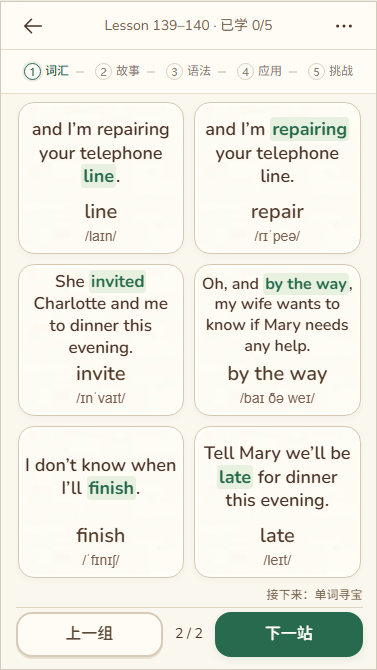 Lesson 139–140 · 已学 0/5
1 词汇 – 2 故事 – 3 语法 – 4 应用 – 5 挑战
and I’m repairing
your telephone
line.
line
/laɪn/
and I’m repairing
your telephone
line.
repair
/rɪˈpeə/
She invited
Charlotte and me
to dinner this
evening.
invite
/ɪnˈvaɪt/
Oh, and by the way,
my wife wants to
know if Mary needs
any help.
by the way
/baɪ ðə weɪ/
I don’t know when
I’ll finish.
finish
/ˈfɪnɪʃ/
Tell Mary we’ll be
late for dinner
this evening.
late
/leɪt/
接下来：单词寻宝
上一组
2 / 2
下一站